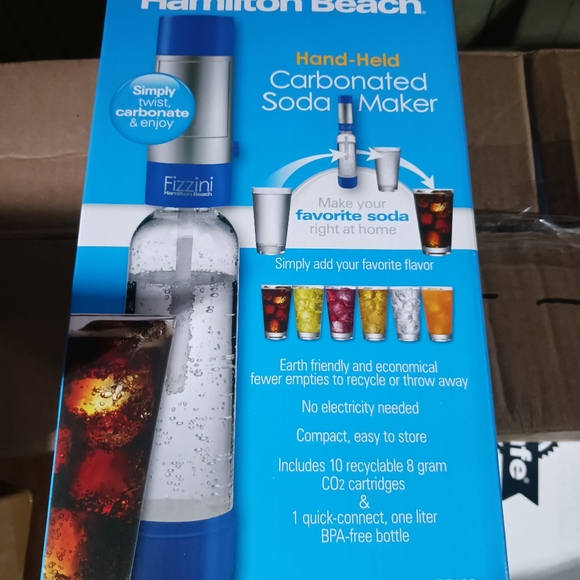 Hamilton Beach®
Hand-Held
Carbonated
Soda Maker
Simply
twist,
carbonate
& enjoy
Fizzini
Hamilton Beach
Make your
favorite soda
right at home
Simply add your favorite flavor
Earth friendly and economical
fewer empties to recycle or throw away
No electricity needed
Compact, easy to store
Includes 10 recyclable 8 gram
CO2 cartridges
&
1 quick-connect, one liter
BPA-free bottle